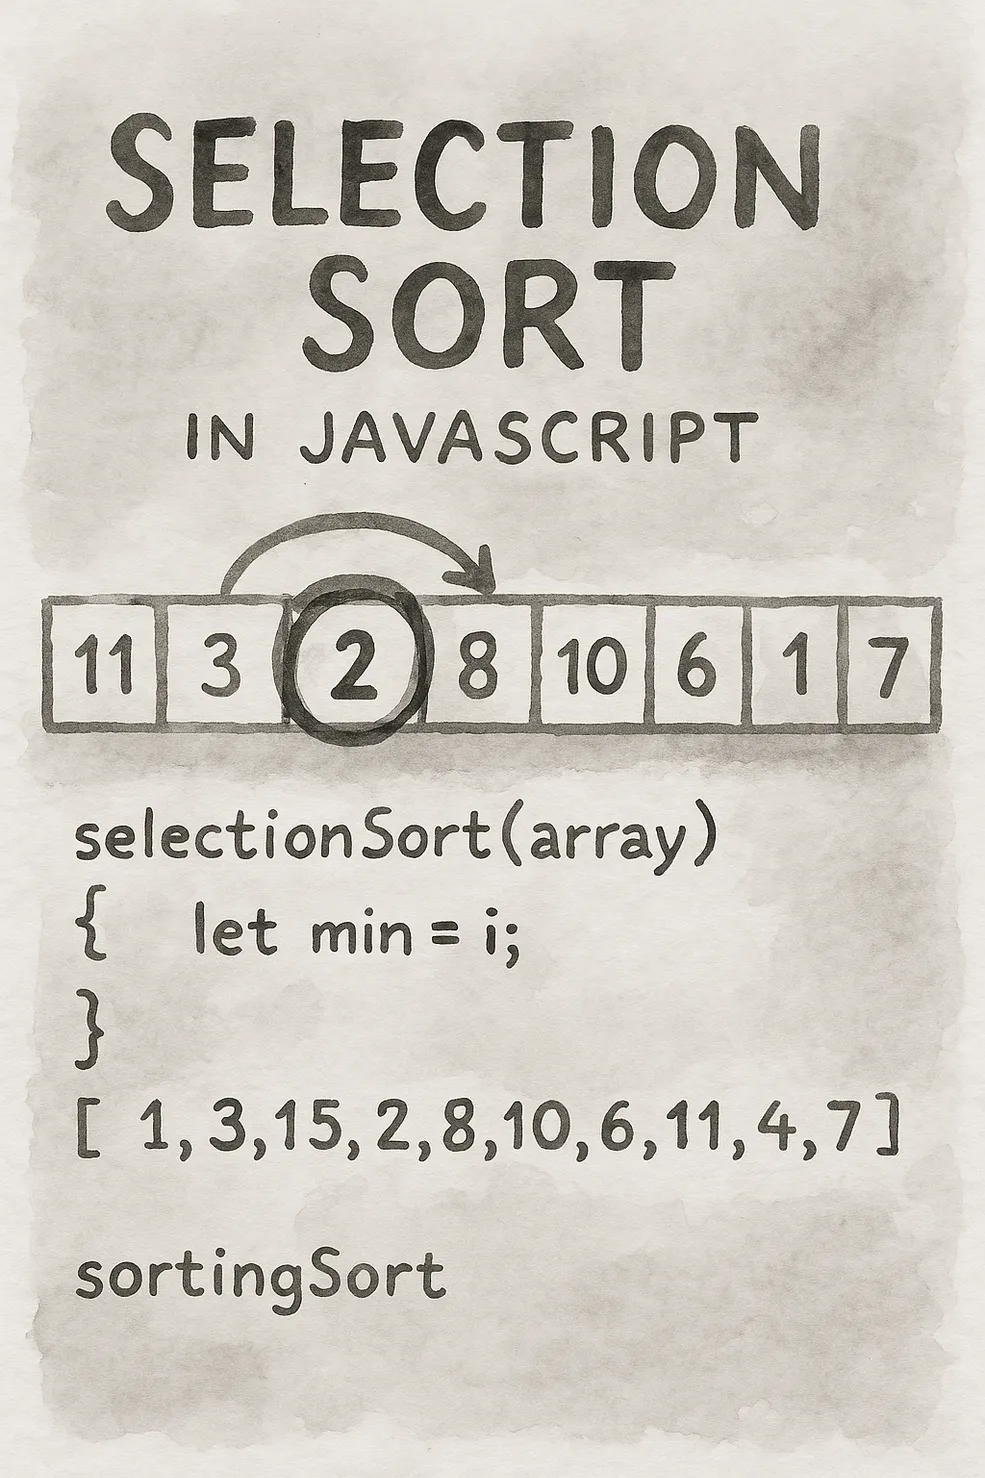 SELECTION
SORT
IN JAVASCRIPT
11 3 2 8 10 6 1 7
selectionSort(array)
{ let min = i;
}
[ 1, 3,15, 2,8,10,6,11,4,7]
sortingSort